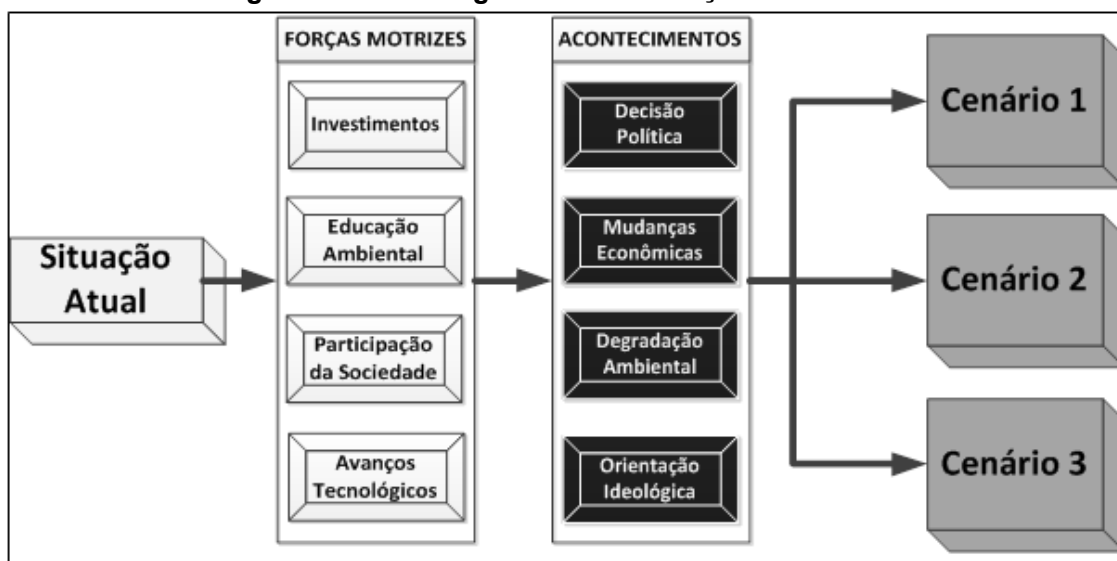 Situação
Atual
FORÇAS MOTRIZES
Investimentos
Educação
Ambiental
Participação
da Sociedade
Avanços
Tecnológicos
ACONTECIMENTOS
Decisão
Política
Mudanças
Econômicas
Degradação
Ambiental
Orientação
Ideológica
Cenário 1
Cenário 2
Cenário 3